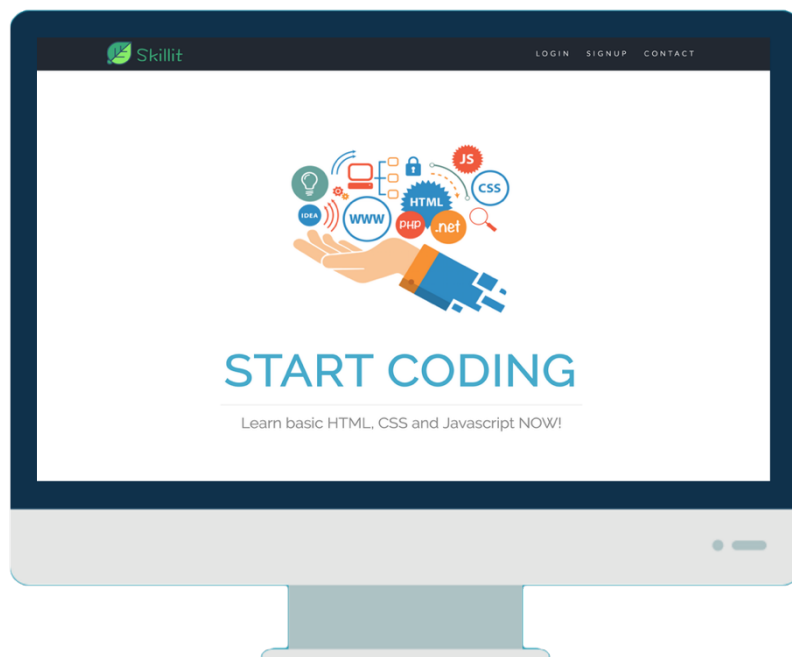 Skillit
LOGIN SIGNUP CONTACT
JS
CSS
HTML
IDEA
WWW
PHP
.net
START CODING
Learn basic HTML, CSS and Javascript NOW!